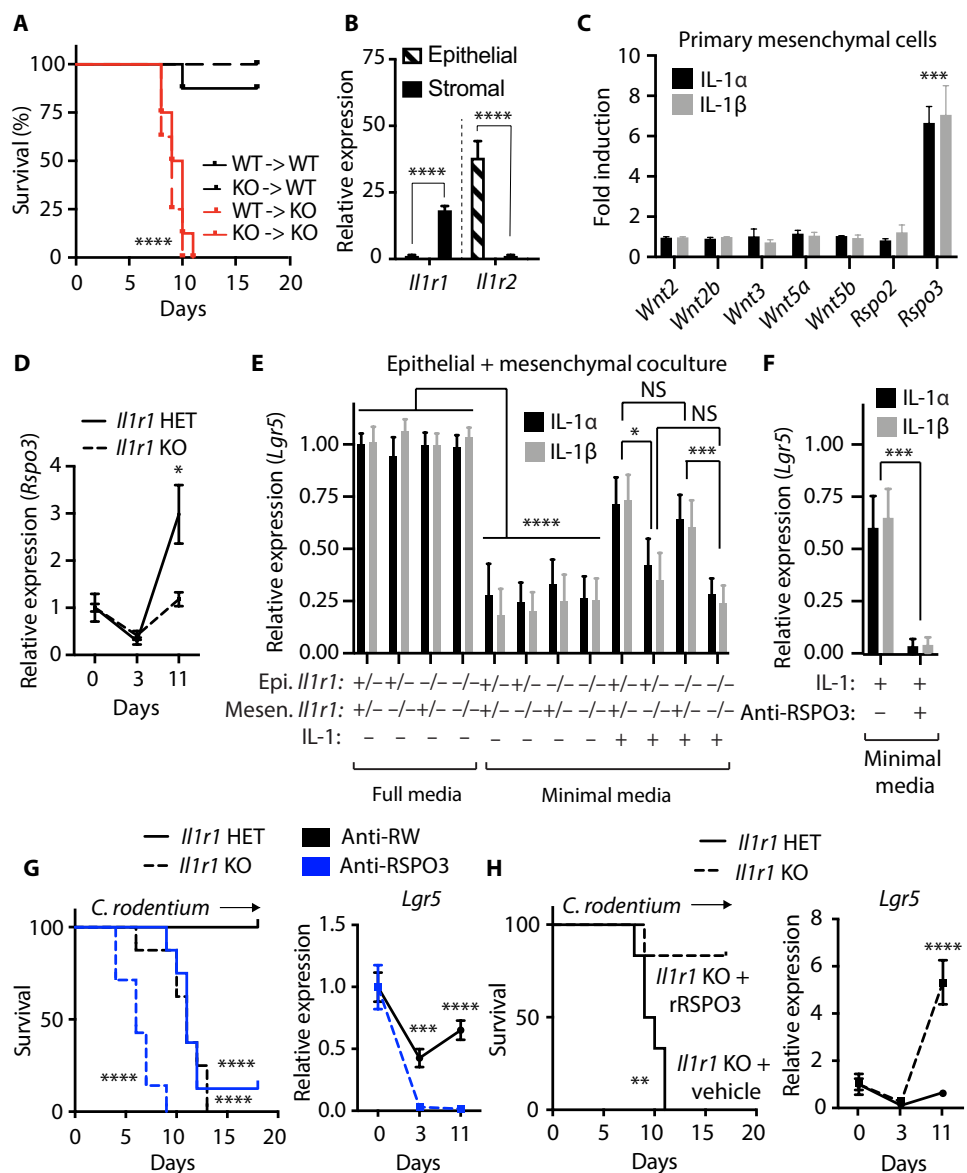 A
Survival (%)
100
50
0
0 5 10 15 20
Days
WT -> WT
KO -> WT
WT -> KO
KO -> KO
****
B
Epithelial
Stromal
Relative expression
75
50
25
0
****
****
Il1r1 Il1r2
C
Primary mesenchymal cells
IL-1α
IL-1β
***
Fold induction
10
8
6
4
2
0
Wnt2 Wnt2b Wnt3 Wnt5a Wnt5b Rspo2 Rspo3
D
Il1r1 HET
Il1r1 KO
Relative expression (Rspo3)
4
3
2
1
0
*
0 3 11
Days
E
Epithelial + mesenchymal coculture
IL-1α
IL-1β
NS
NS
*
***
****
Relative expression (Lgr5)
1.00
0.75
0.50
0.25
0.00
Epi. Il1r1: +/– +/– –/– –/– +/– +/– –/– –/– +/– +/– –/– –/–
Mesen. Il1r1: +/– –/– +/– –/– +/– –/– +/– –/– +/– –/– +/– –/–
IL-1: – – – – – – – – + + + +
Full media Minimal media
F
IL-1α
IL-1β
***
Relative expression (Lgr5)
1.00
0.75
0.50
0.25
0.00
IL-1: + +
Anti-RSPO3: – +
Minimal
media
G
Il1r1 HET
Il1r1 KO
Anti-RW
Anti-RSPO3
C. rodentium
Survival
100
50
0
****
****
****
0 5 10 15 20
Days
Lgr5
Relative expression
1.5
1.0
0.5
0
***
****
0 3 11
Days
H
Il1r1 HET
Il1r1 KO
C. rodentium
Survival
100
50
0
Il1r1 KO +
rRSPO3
Il1r1 KO +
vehicle
**
0 5 10 15 20
Days
Lgr5
Relative expression
8
6
4
2
0
****
0 3 11
Days